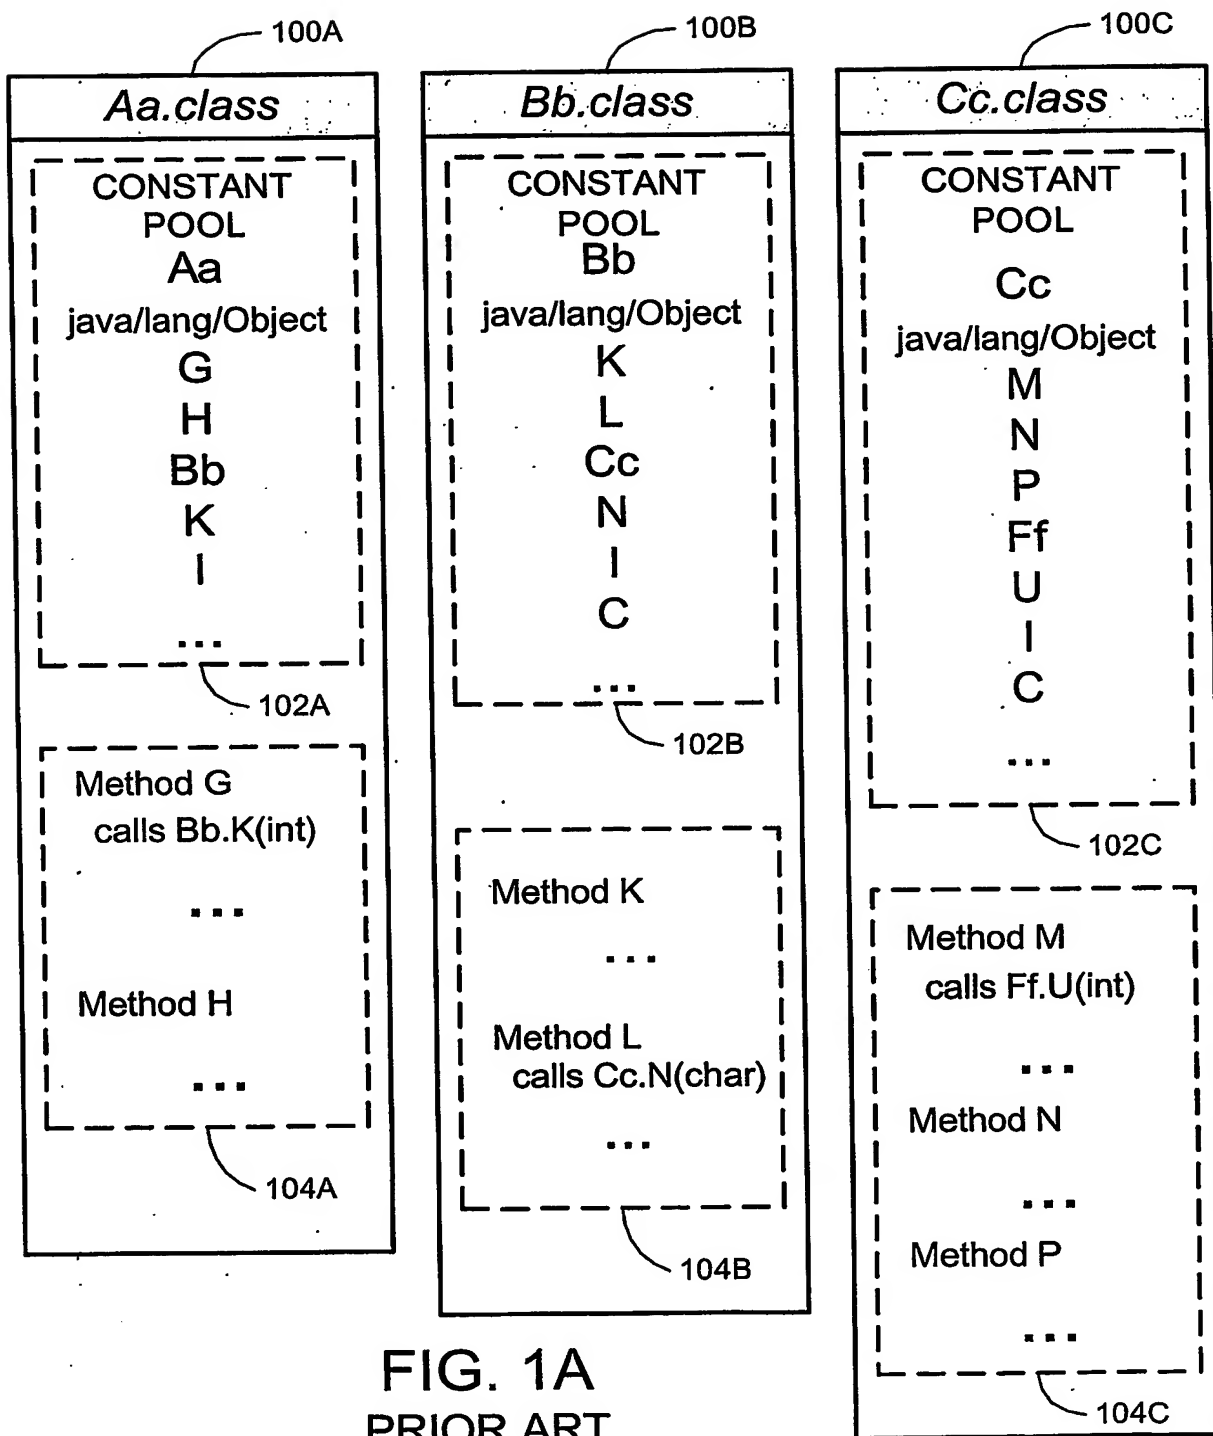 100A
Aa.class
CONSTANT
POOL
Aa
java/lang/Object
G
H
Bb
K
I
...
102A
Method G
calls Bb.K(int)
...
Method H
...
104A
100B
Bb.class
CONSTANT
POOL
Bb
java/lang/Object
K
L
Cc
N
I
C
...
102B
Method K
...
Method L
calls Cc.N(char)
...
104B
100C
Cc.class
CONSTANT
POOL
Cc
java/lang/Object
M
N
P
Ff
U
I
C
...
102C
Method M
calls Ff.U(int)
...
Method N
...
Method P
...
104C
FIG. 1A
PRIOR ART